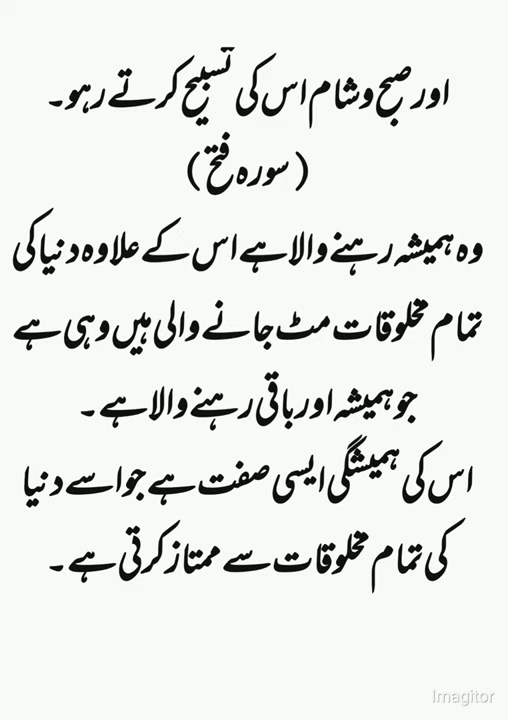 اور صبح و شام اس کی تسبیح کرتے رہو۔
(سورہ فتح)
وہ ہمیشہ رہنے والا ہے اس کے علاوہ دنیا کی
تمام مخلوقات مٹ جانے والی ہیں وہی ہے
جو ہمیشہ اور باقی رہنے والا ہے۔
اس کی ہمیشگی ایسی صفت ہے جو اسے دنیا
کی تمام مخلوقات سے ممتاز کرتی ہے۔
Imagitor